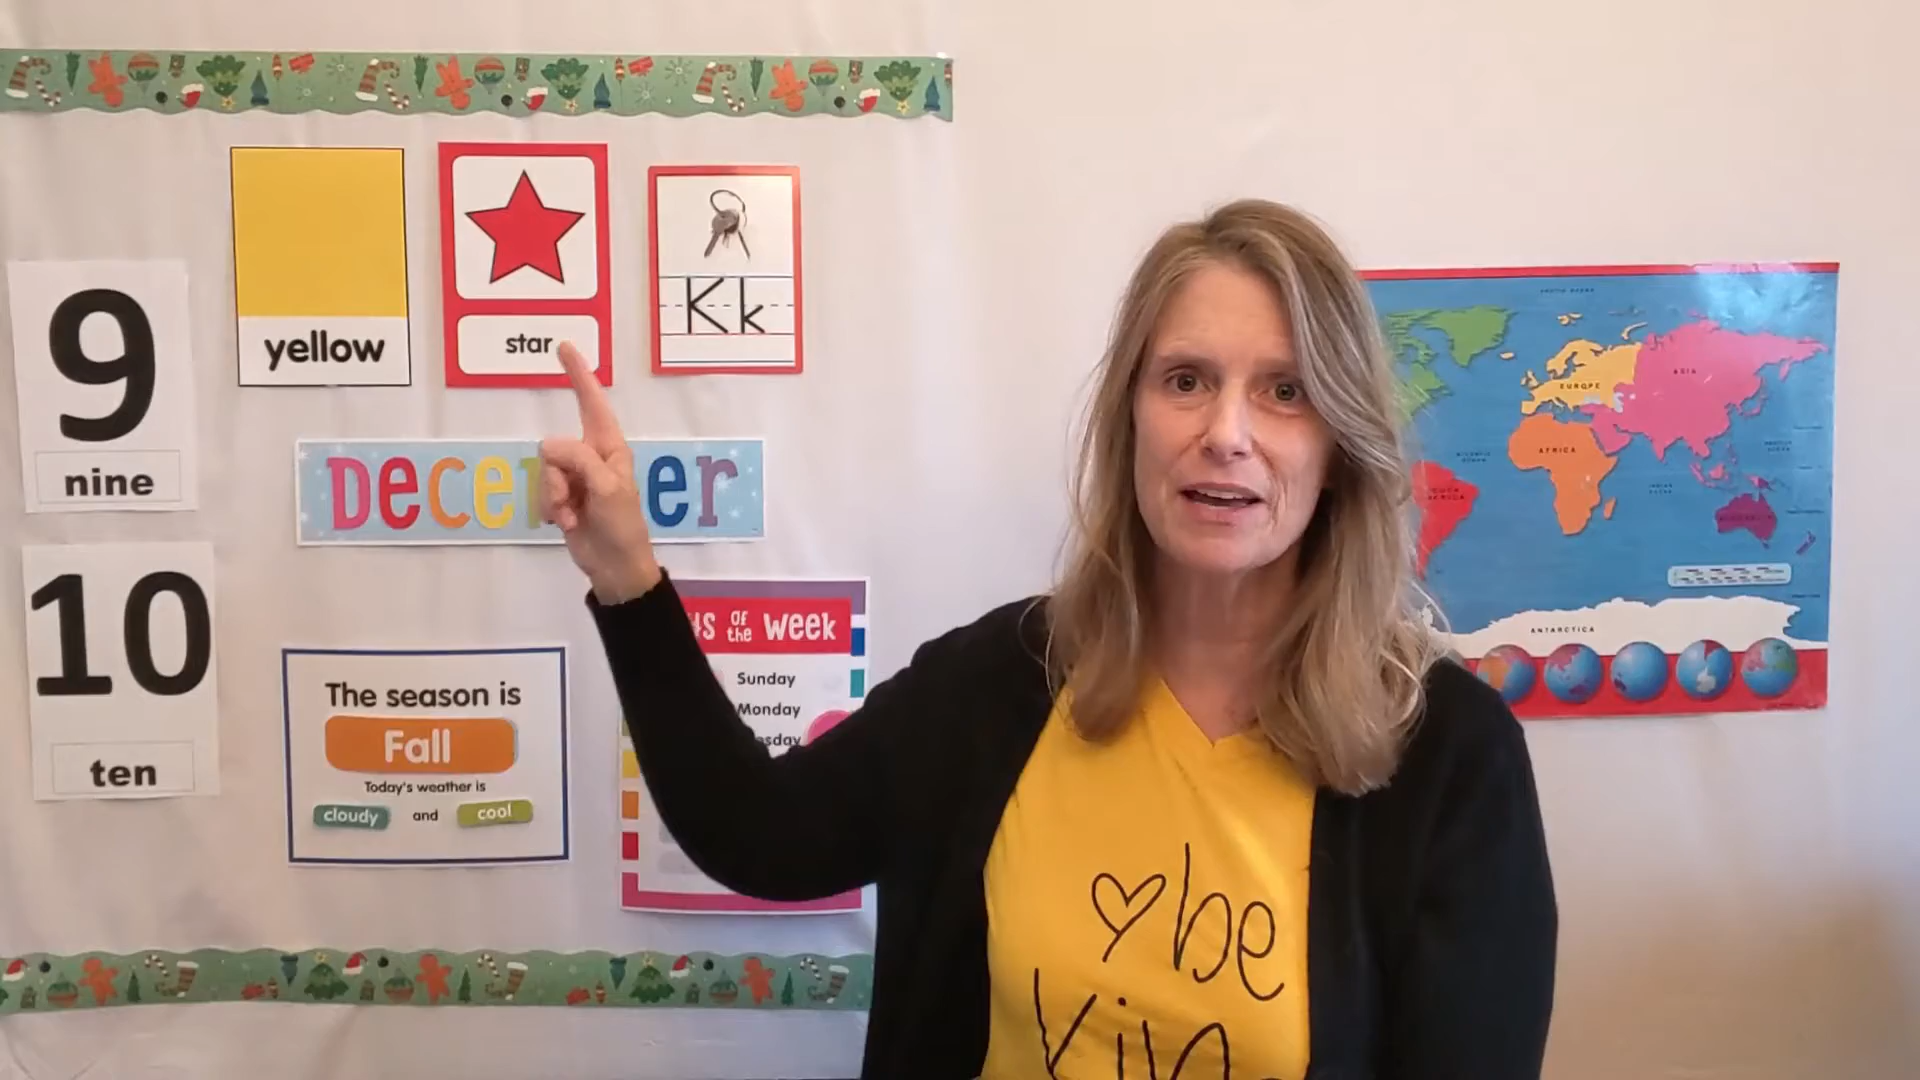 9
nine
10
ten
yellow
star
Kk
DeCe er
The season is
Fall
Today's weather is
cloudy and cool
OF the Week
Sunday
Monday
be
EUROPE
ASIA
AFRICA
ANTARCTICA